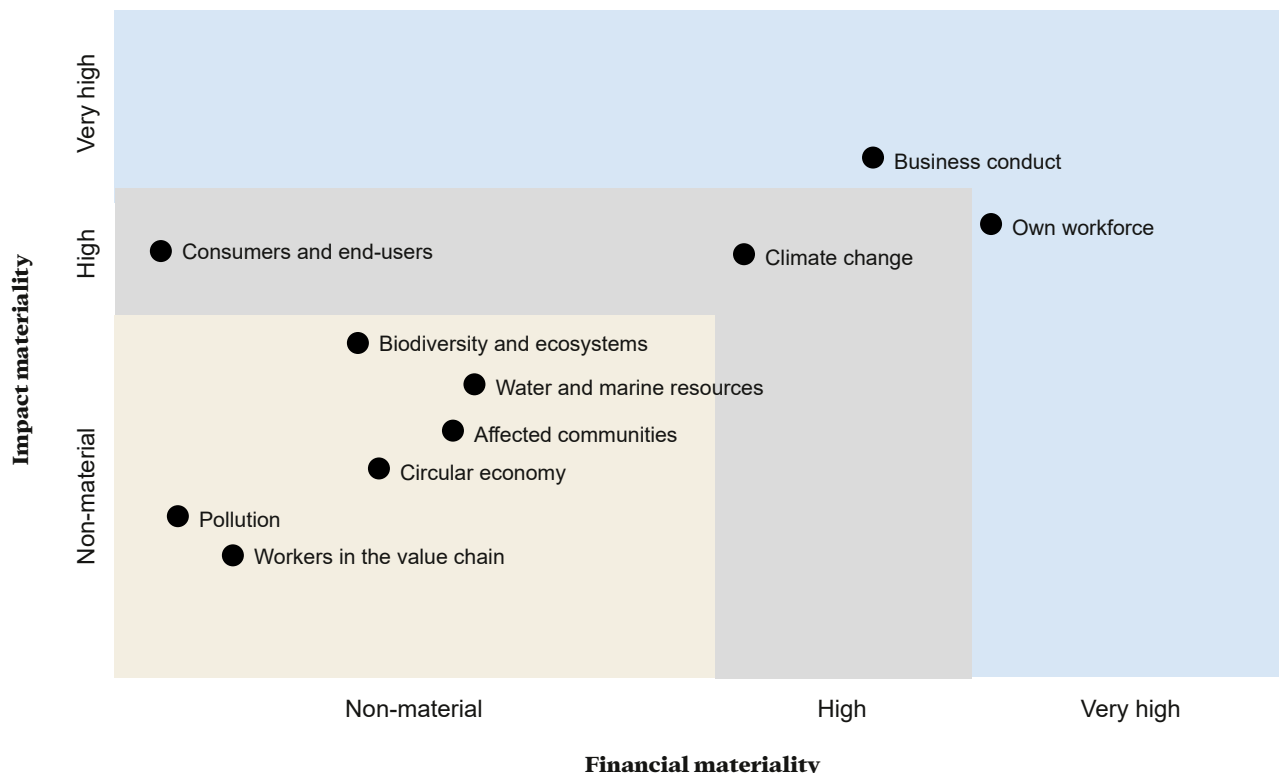 Impact materiality
Very high
High
Non-material
Business conduct
Own workforce
Consumers and end-users
Climate change
Biodiversity and ecosystems
Water and marine resources
Affected communities
Circular economy
Pollution
Workers in the value chain
Non-material
High
Very high
Financial materiality